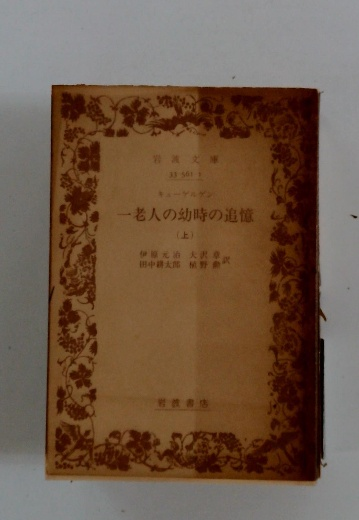 岩波文庫
キューゲルゲン
一老人の幼時の追憶
(上)
伊藤元治 大沢章
田中耕太郎 植野勲 訳
岩波書店